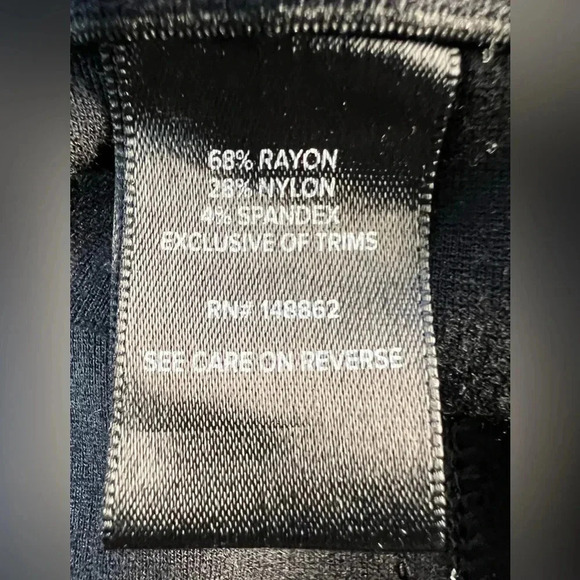 68% RAYON
28% NYLON
4% SPANDEX
EXCLUSIVE OF TRIMS
RN# 148862
SEE CARE ON REVERSE